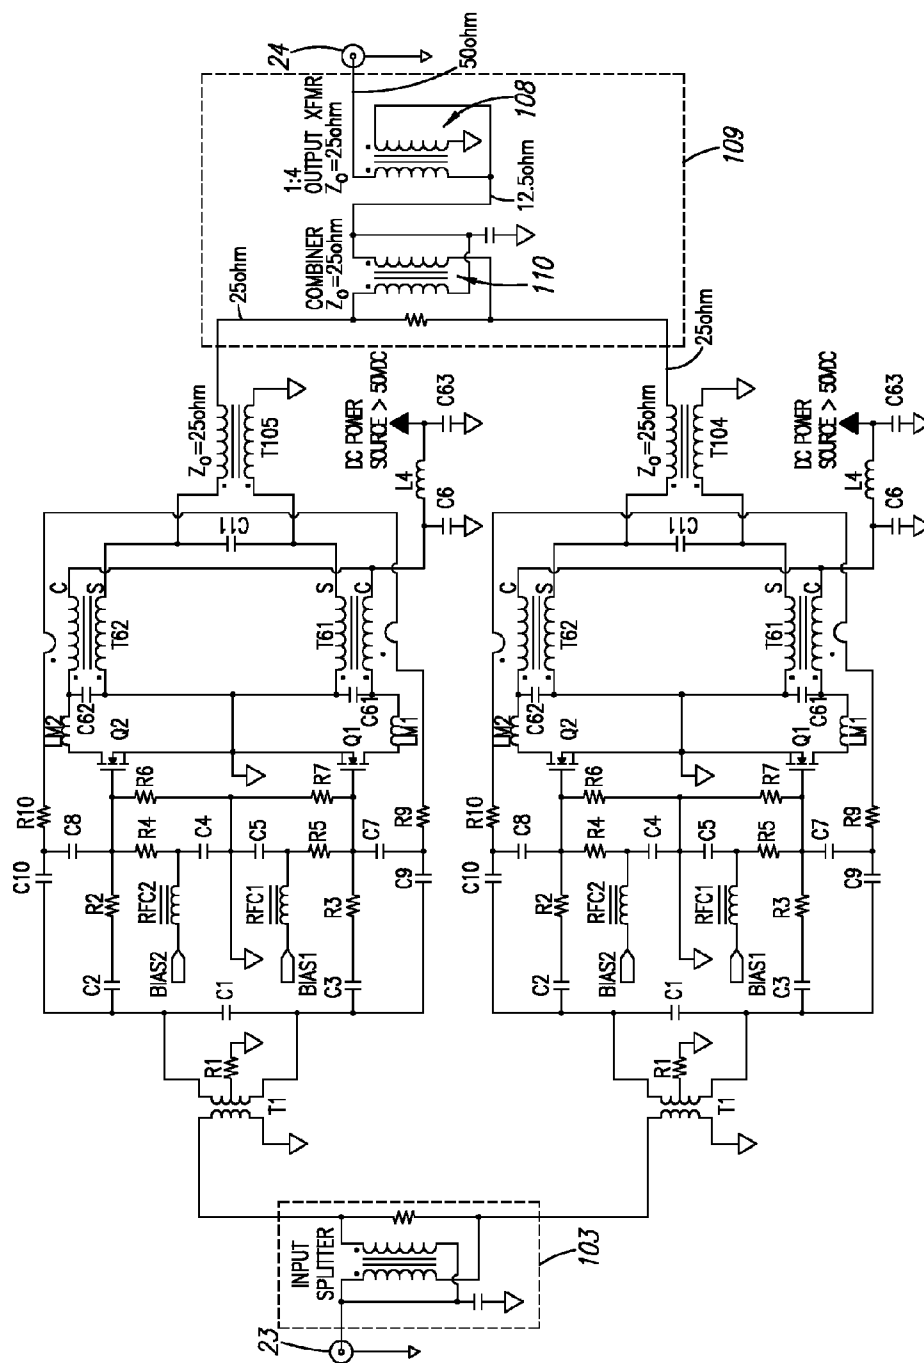 24
50ohm
1:4
OUTPUT XFMR
Z0=25ohm
108
109
12.5ohm
COMBINER
Z0=25ohm
110
25ohm
25ohm
Z0=25ohm
T105
DC POWER
SOURCE > 50VDC
C63
L4
C6
C11
C
S
T62
S
C
T61
C62
C61
LM2
LM1
Q2
Q1
R10
R6
R7
R9
C8
R4
C4
C5
R5
C7
C10
C9
R2
RFC2
RFC1
R3
C2
BIAS2
BIAS1
C3
C1
R1
T1
Z0=25ohm
T104
DC POWER
SOURCE > 50VDC
C63
L4
C6
C11
C
S
T62
S
C
T61
C62
C61
LM2
LM1
Q2
Q1
R10
R6
R7
R9
C8
R4
C4
C5
R5
C7
C10
C9
R2
RFC2
RFC1
R3
C2
BIAS2
BIAS1
C3
C1
R1
T1
INPUT
SPLITTER
103
23